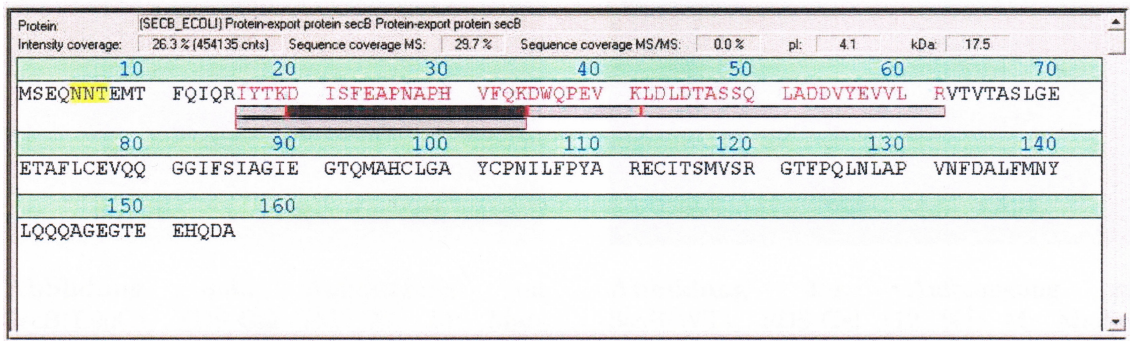 Protein: (SECB_ECOLI) Protein-export protein secB Protein-export protein secB
Intensity coverage: 26.3 % (454135 cnts) Sequence coverage MS: 29.7 % Sequence coverage MS/MS: 0.0 % pI: 4.1 kDa: 17.5
10 20 30 40 50 60 70
MSEQNNTEMT FQIQRIYTKD ISFEAPNAPH VFQKDWQPEV KLDLDTASSQ LADDVYEVVL RVTVTASLGE
80 90 100 110 120 130 140
ETAFLCEVQQ GGIFSIAGIE GTQMAHCLGA YCPNILFPYA RECITSMVSR GTFPQLNLAP VNFDALFMNY
150 160
LQQQAGEGTE EHQDA